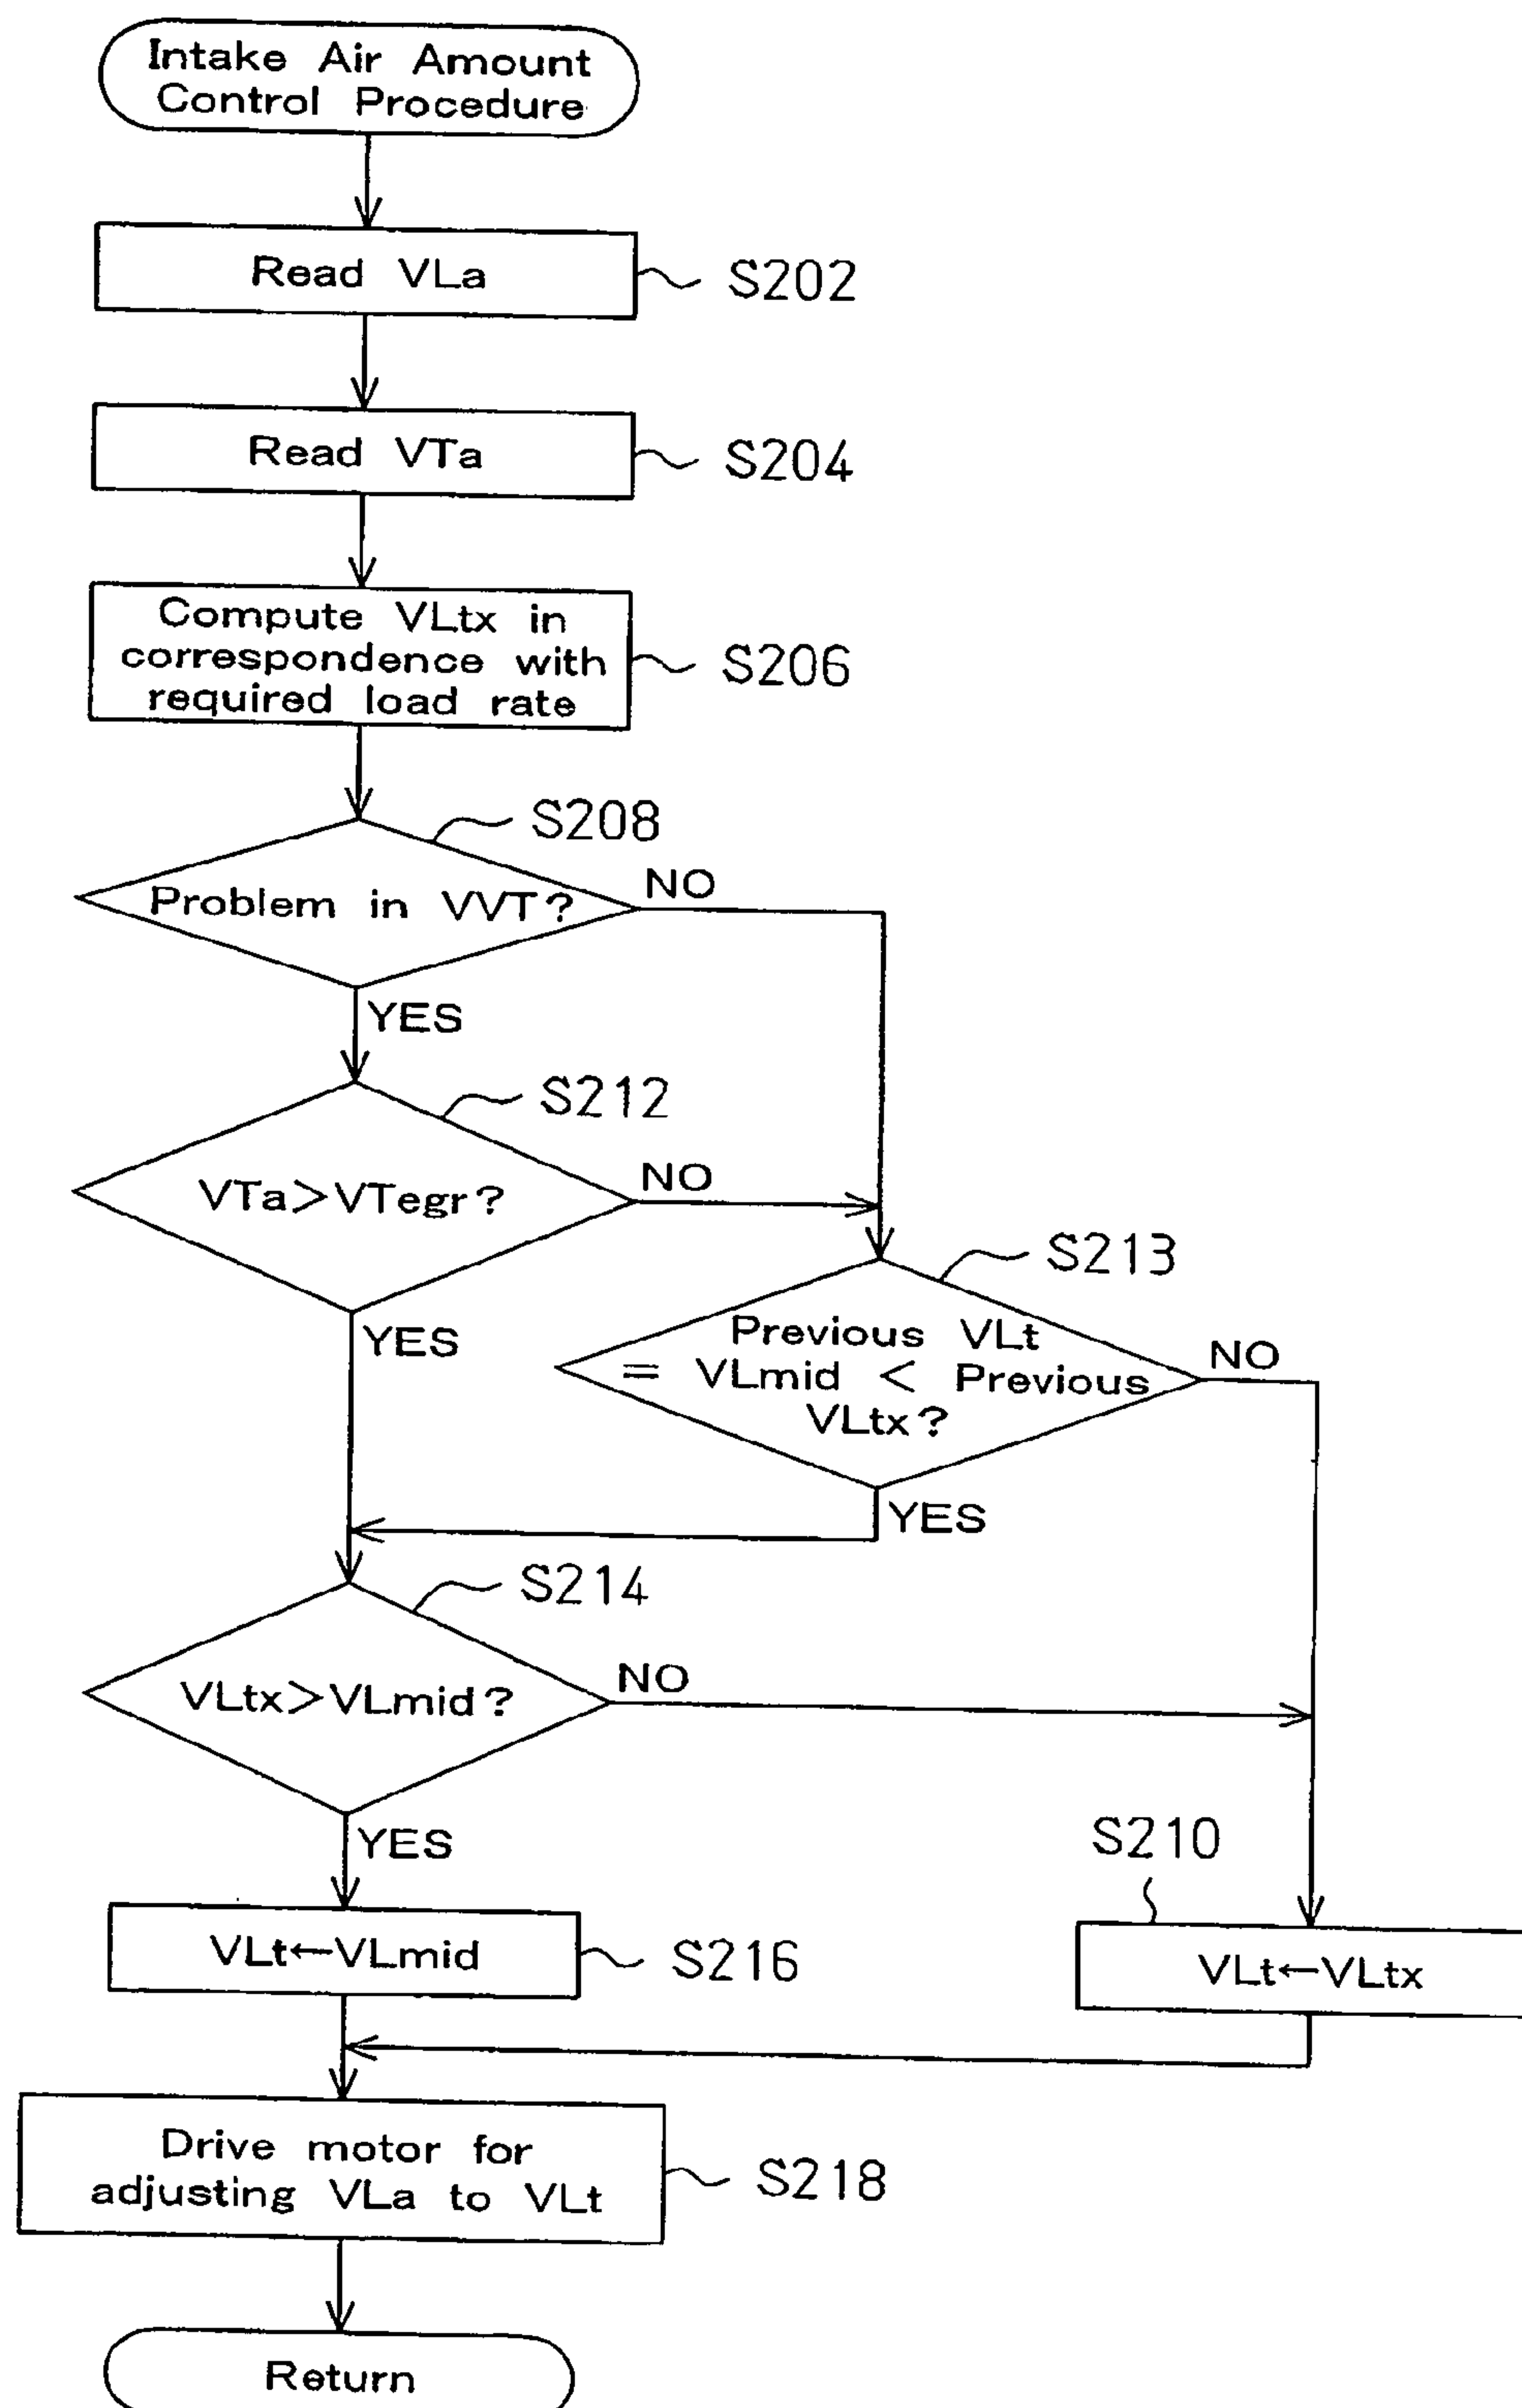 Intake Air Amount
Control Procedure
Read VLa
S202
Read VTa
S204
Compute VLtx in
correspondence with
required load rate
S206
S208
Problem in VVT?
NO
YES
S212
VTa>VTegr?
NO
YES
S213
Previous VLt
= VLmid < Previous
VLtx?
NO
YES
S214
VLtx>VLmid?
NO
YES
S210
VLt←VLmid
S216
VLt←VLtx
Drive motor for
adjusting VLa to VLt
S218
Return